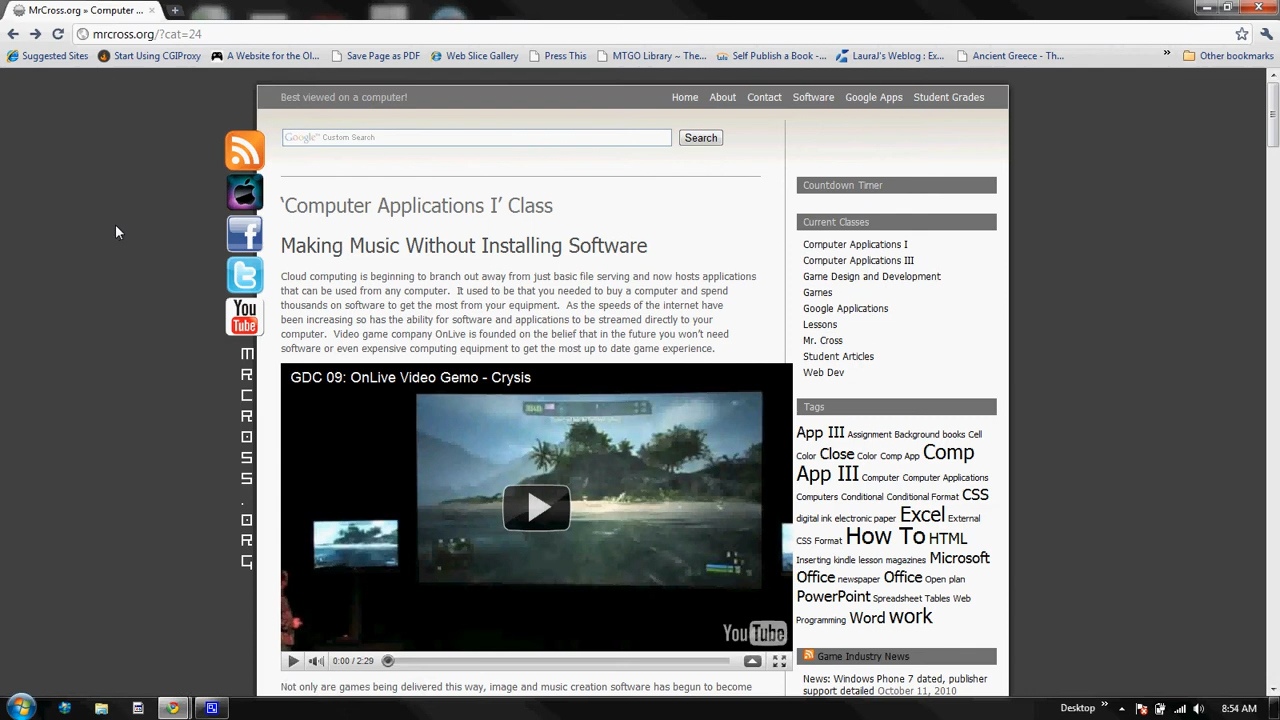 MrCross.org » Computer ...
mrcross.org/?cat=24
Suggested Sites Start Using CGIProxy A Website for the Ol... Save Page as PDF Web Slice Gallery Press This MTGO Library ~ The... Self Publish a Book -... LauraJ's Weblog : Ex... Ancient Greece - Th... » Other bookmarks
Best viewed on a computer! Home About Contact Software Google Apps Student Grades
Google™ Custom Search Search
'Computer Applications I' Class
Making Music Without Installing Software
Cloud computing is beginning to branch out away from just basic file serving and now hosts applications
that can be used from any computer. It used to be that you needed to buy a computer and spend
thousands on software to get the most from your equipment. As the speeds of the internet have
been increasing so has the ability for software and applications to be streamed directly to your
computer. Video game company OnLive is founded on the belief that in the future you won't need
software or even expensive computing equipment to get the most up to date game experience.
GDC 09: OnLive Video Gemo - Crysis
YouTube
0:00 / 2:29
Not only are games being delivered this way, image and music creation software has begun to become
f
t
You
Tube
M
R
C
R
O
S
S
.
O
R
G
Countdown Timer
Current Classes
Computer Applications I
Computer Applications III
Game Design and Development
Games
Google Applications
Lessons
Mr. Cross
Student Articles
Web Dev
Tags
App III Assignment Background books Cell
Color Close Color Comp App Comp
App III Computer Computer Applications
Computers Conditional Conditional Format CSS
digital ink electronic paper Excel External
CSS Format How To HTML
Inserting kindle lesson magazines Microsoft
Office newspaper Office Open plan
PowerPoint Spreadsheet Tables Web
Programming Word work
Game Industry News
News: Windows Phone 7 dated, publisher
support detailed October 11, 2010
Desktop » 8:54 AM